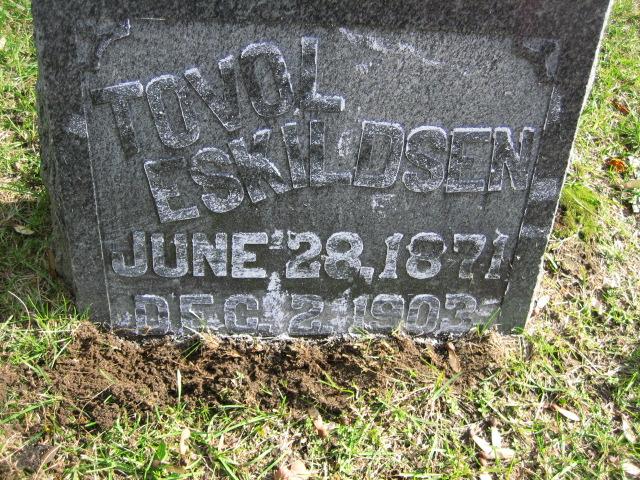 TOVOL
ESKILDSEN
JUNE 28, 1871
DEC. 2, 1903